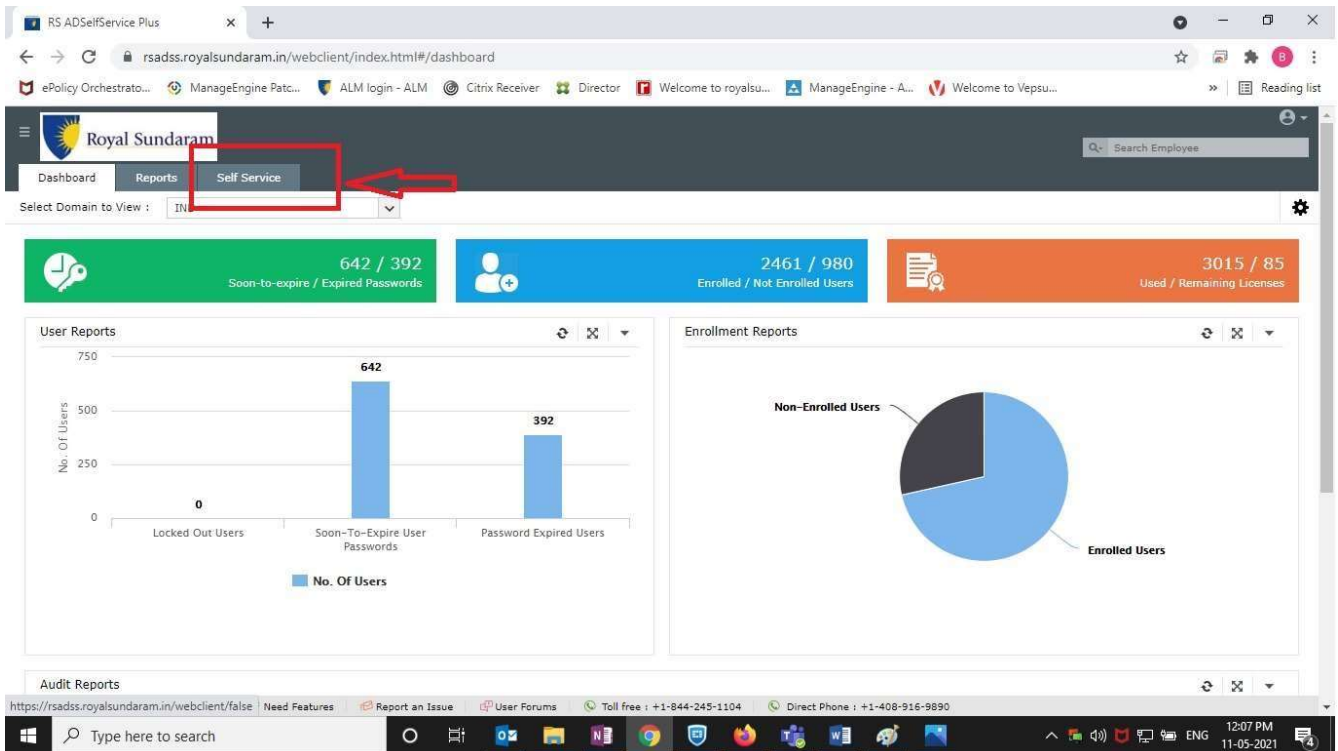 RS ADSelfService Plus
rsadss.royalsundaram.in/webclient/index.html#/dashboard
B
ePolicy Orchestrato... ManageEngine Patc... ALM login - ALM Citrix Receiver Director Welcome to royalsu... ManageEngine - A... Welcome to Vepsu... » Reading list
Royal Sundaram
Search Employee
Dashboard Reports Self Service
Select Domain to View :
642 / 392
Soon-to-expire / Expired Passwords
2461 / 980
Enrolled / Not Enrolled Users
3015 / 85
Used / Remaining Licenses
User Reports
750
500
250
0
No. Of Users
0
642
392
Locked Out Users
Soon-To-Expire User
Passwords
Password Expired Users
No. Of Users
Enrollment Reports
Non-Enrolled Users
Enrolled Users
Audit Reports
https://rsadss.royalsundaram.in/webclient/false Need Features Report an Issue User Forums Toll free : +1-844-245-1104 Direct Phone : +1-408-916-9890
Type here to search
ENG
12:07 PM
11-05-2021
4